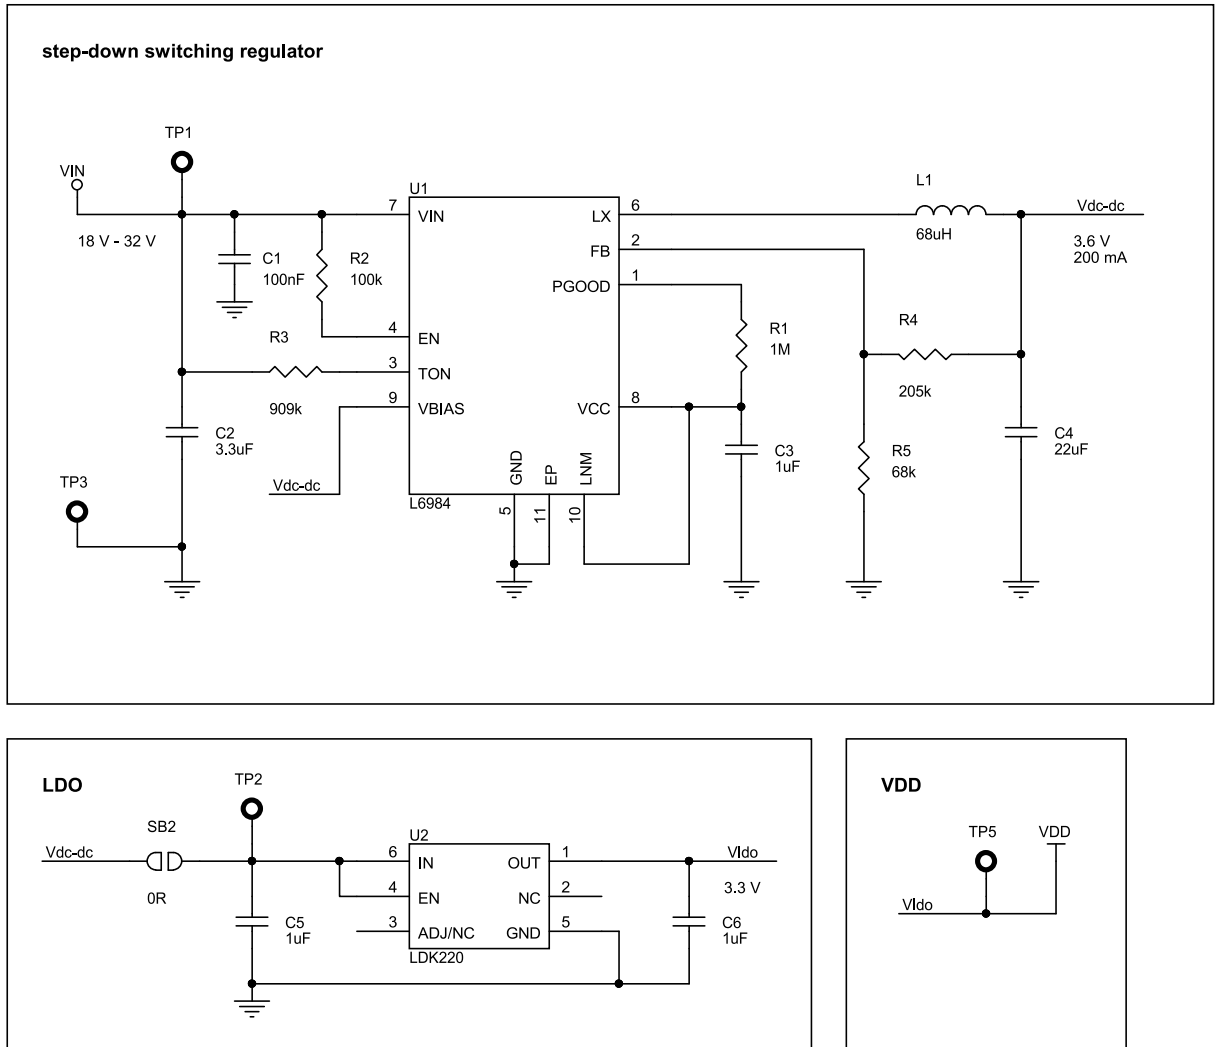 step-down switching regulator
TP1
VIN
18 V - 32 V
C1
100nF
R2
100k
R3
909k
C2
3.3uF
TP3
Vdc-dc
U1
7
VIN
4
EN
3
TON
9
VBIAS
LX
6
FB
2
PGOOD
1
VCC
8
GND
EP
LNM
5
11
10
L6984
R1
1M
C3
1uF
L1
68uH
Vdc-dc
3.6 V
200 mA
R4
205k
R5
68k
C4
22uF
LDO
TP2
SB2
Vdc-dc
0R
C5
1uF
U2
6
IN
4
EN
3
ADJ/NC
OUT
1
NC
2
GND
5
LDK220
Vldo
3.3 V
C6
1uF
VDD
TP5
VDD
Vldo